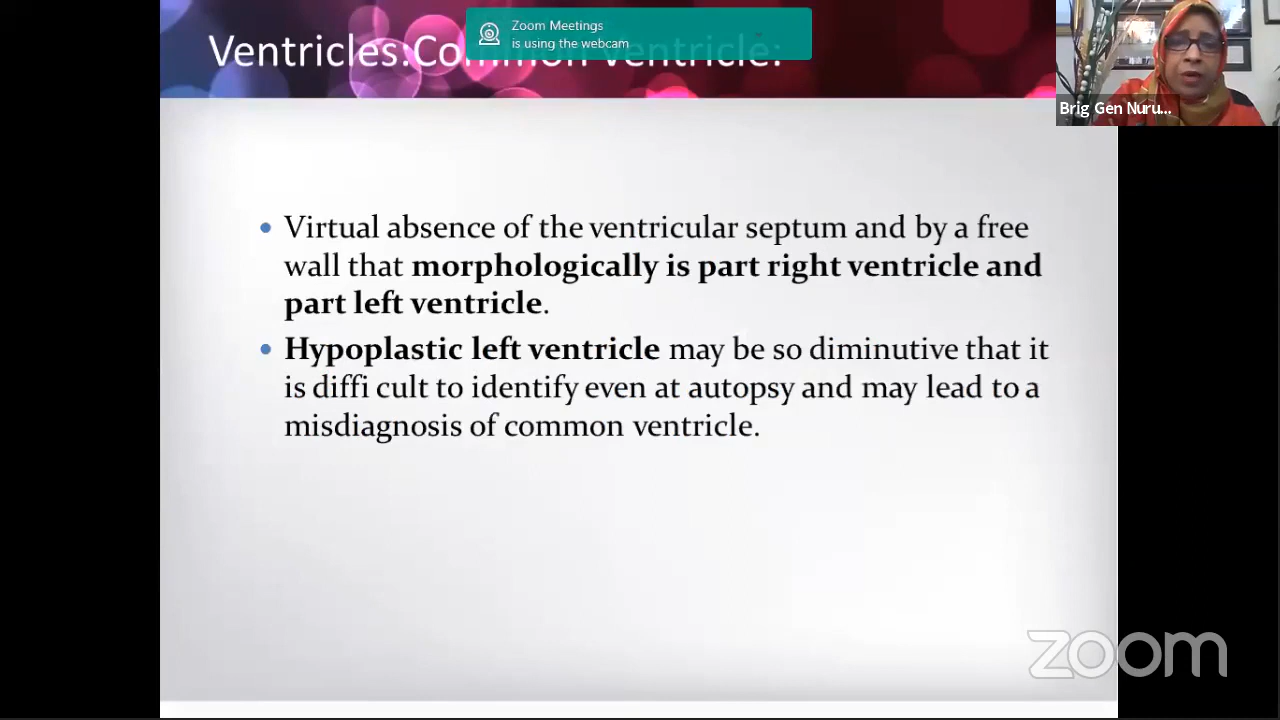 Ventricles:Common Ventricle:
Zoom Meetings
is using the webcam
Brig Gen Nuru...
• Virtual absence of the ventricular septum and by a free
wall that morphologically is part right ventricle and
part left ventricle.
• Hypoplastic left ventricle may be so diminutive that it
is diffi cult to identify even at autopsy and may lead to a
misdiagnosis of common ventricle.
zoom